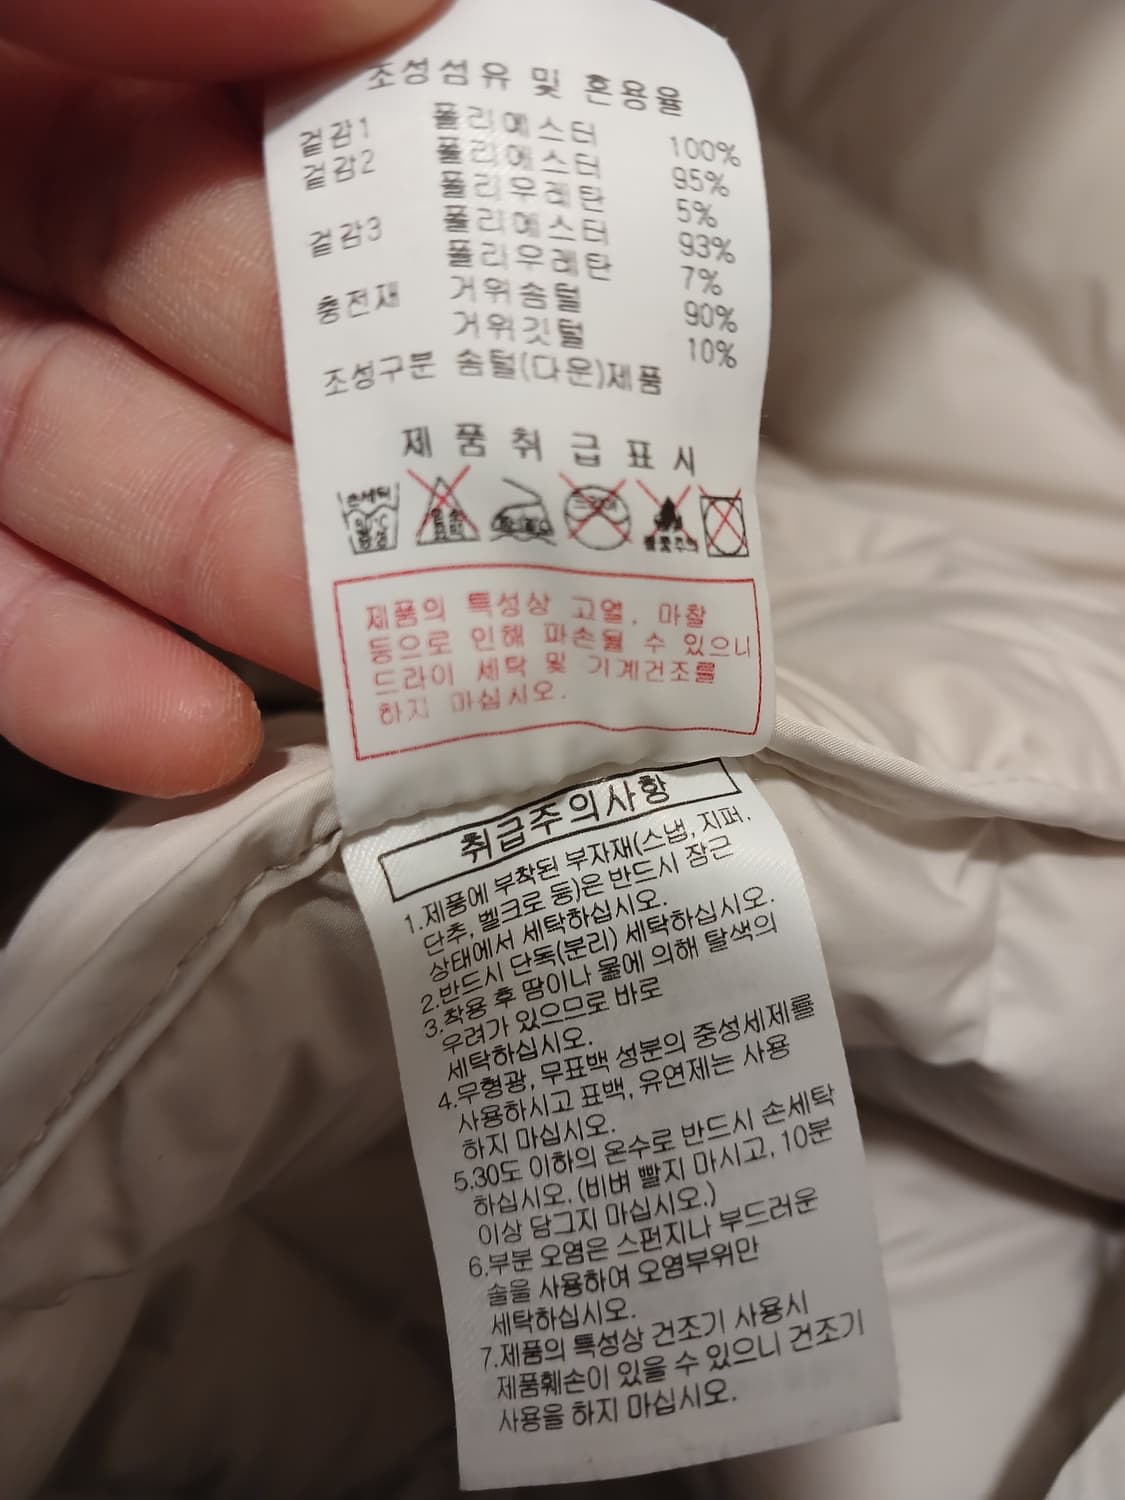 조성섬유 및 혼용율
겉감1 폴리에스터 100%
겉감2 폴리에스터 95%
폴리우레탄 5%
겉감3 폴리에스터 93%
폴리우레탄 7%
충전재 거위솜털 90%
거위깃털 10%
조성구분 솜털(다운)제품
제품취급표시
손세탁 30℃ 중성
드라이
제품의 특성상 고열, 마찰
등으로 인해 파손될 수 있으니
드라이 세탁 및 기계건조를
하지 마십시오.
취급주의사항
1.제품에 부착된 부자재(스냅, 지퍼,
단추, 벨크로 등)은 반드시 잠근
상태에서 세탁하십시오.
2.반드시 단독(분리) 세탁하십시오.
3.착용 후 땀이나 물에 의해 탈색의
우려가 있으므로 바로
세탁하십시오.
4.무형광, 무표백 성분의 중성세제를
사용하시고 표백, 유연제는 사용
하지 마십시오.
5.30도 이하의 온수로 반드시 손세탁
하십시오. (비벼 빨지 마시고, 10분
이상 담그지 마십시오.)
6.부분 오염은 스펀지나 부드러운
솔을 사용하여 오염부위만
세탁하십시오.
7.제품의 특성상 건조기 사용시
제품훼손이 있을 수 있으니 건조기
사용을 하지 마십시오.